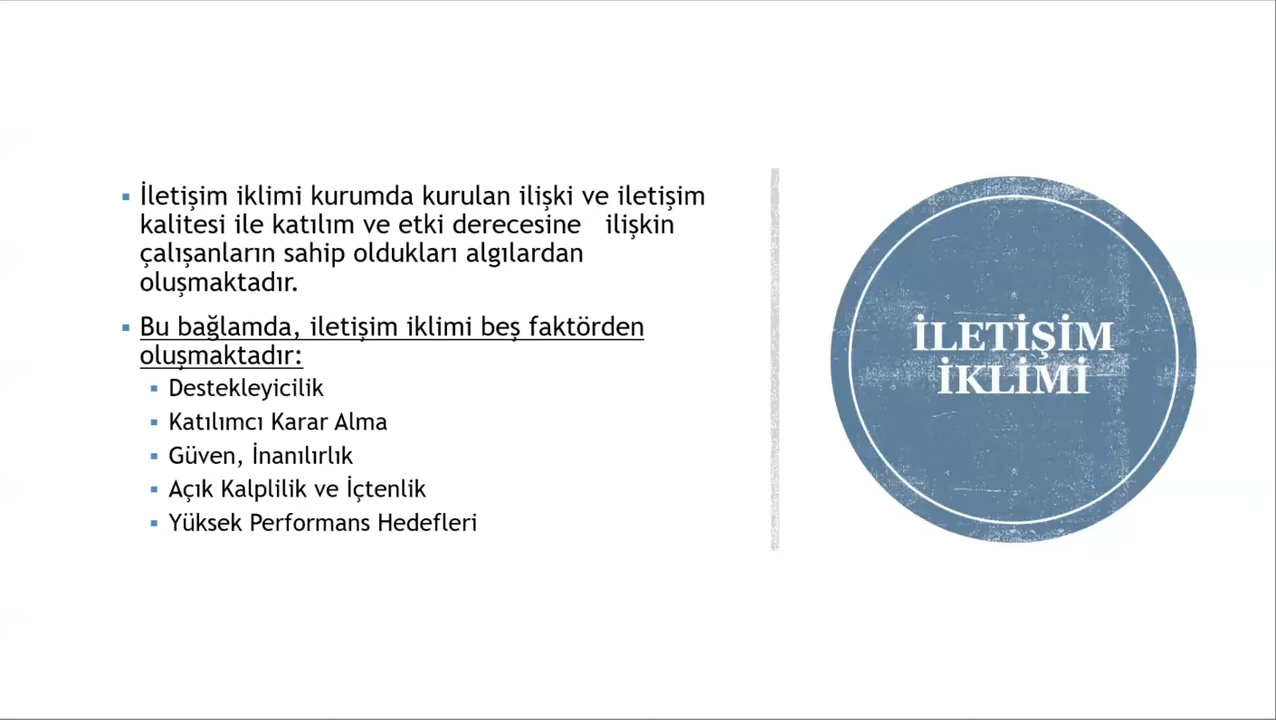 İletişim iklimi kurumda kurulan ilişki ve iletişim
kalitesi ile katılım ve etki derecesine ilişkin
çalışanların sahip oldukları algılardan
oluşmaktadır.
Bu bağlamda, iletişim iklimi beş faktörden
oluşmaktadır:
Destekleyicilik
Katılımcı Karar Alma
Güven, İnanılırlık
Açık Kalplilik ve İçtenlik
Yüksek Performans Hedefleri
İLETİŞİM
İKLİMİ